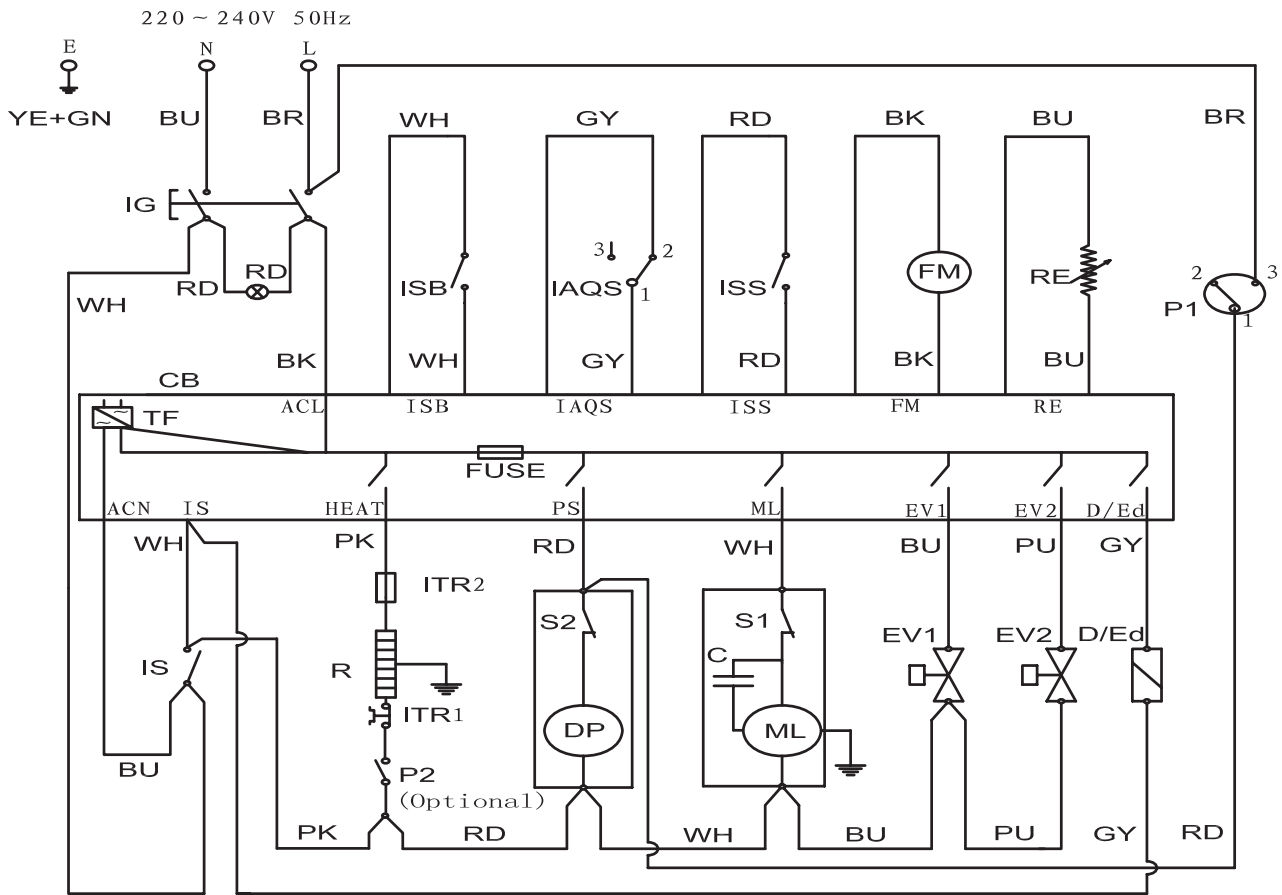 220 ~ 240V 50Hz
E N L
YE+GN BU BR WH GY RD BK BU BR
IG
RD
RD
WH
ISB
3 2
IAQS 1
ISS
FM
RE
2 3
P1 1
BK WH GY RD BK BU
CB
ACL ISB IAQS ISS FM RE
~
~ TF
FUSE
ACN IS HEAT PS ML EV1 EV2 D/Ed
WH PK RD WH BU PU GY
ITR2
S2 S1
EV1 EV2 D/Ed
IS R C
ITR1
DP ML
BU
P2
(Optional)
PK RD WH BU PU GY RD